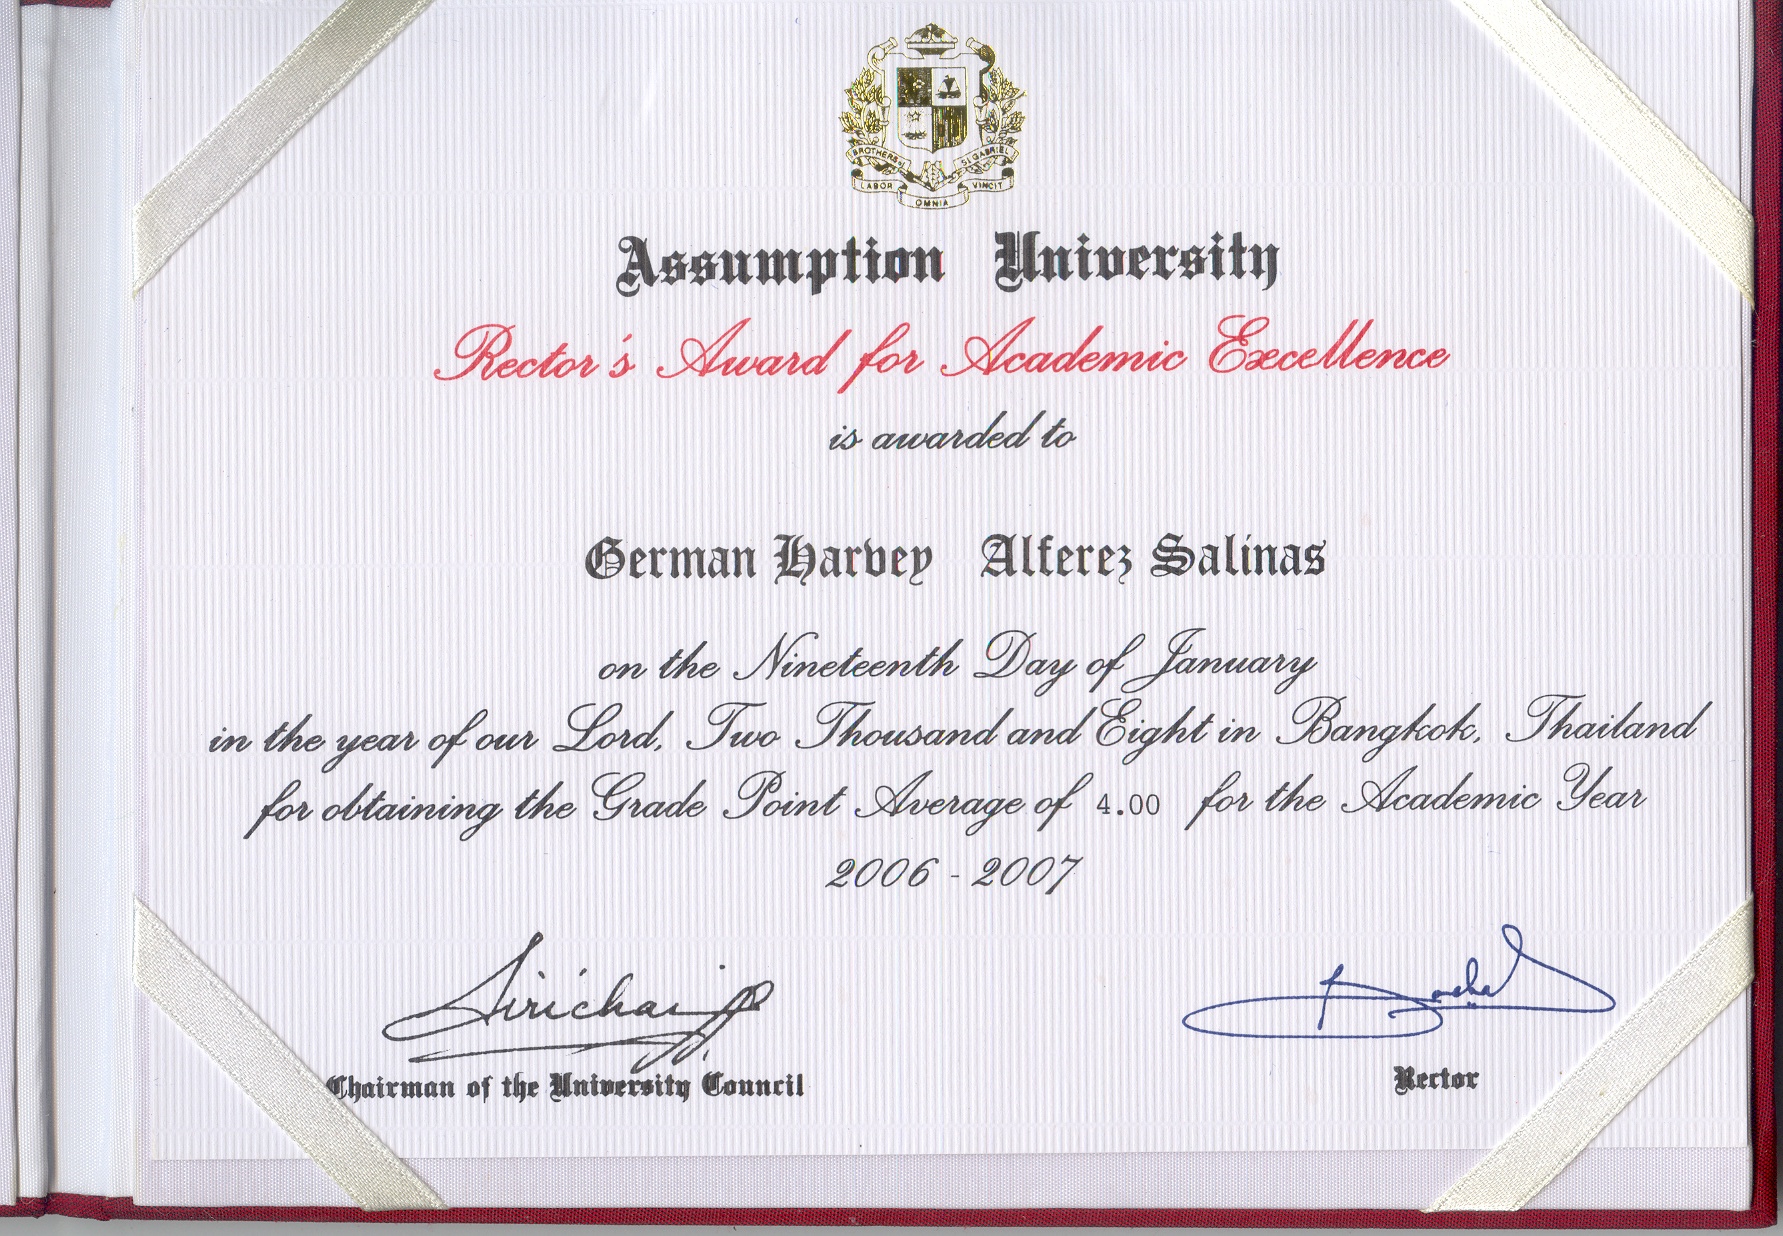 BROTHERS of ST GABRIEL
LABOR OMNIA VINCIT
Assumption University
Rector's Award for Academic Excellence
is awarded to
German Harvey Alferez Salinas
on the Nineteenth Day of January
in the year of our Lord, Two Thousand and Eight in Bangkok, Thailand
for obtaining the Grade Point Average of 4.00 for the Academic Year
2006 - 2007
Sirichai
Chairman of the University Council
Rector